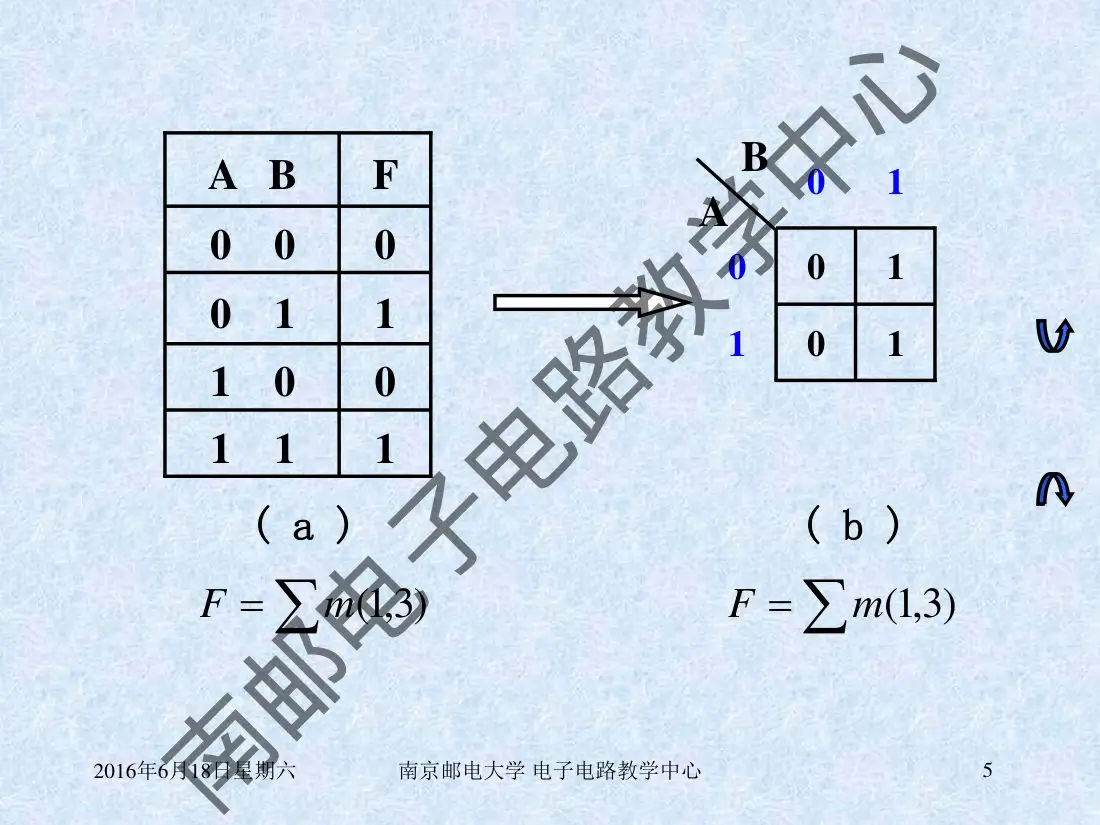 A B F
0 0 0
0 1 1
1 0 0
1 1 1
( a )
F = ∑ m(1,3)
B
A
0 1
0 0 1
1 0 1
( b )
F = ∑ m(1,3)
南邮电子电路教学中心
2016年6月18日星期六
南京邮电大学 电子电路教学中心
5